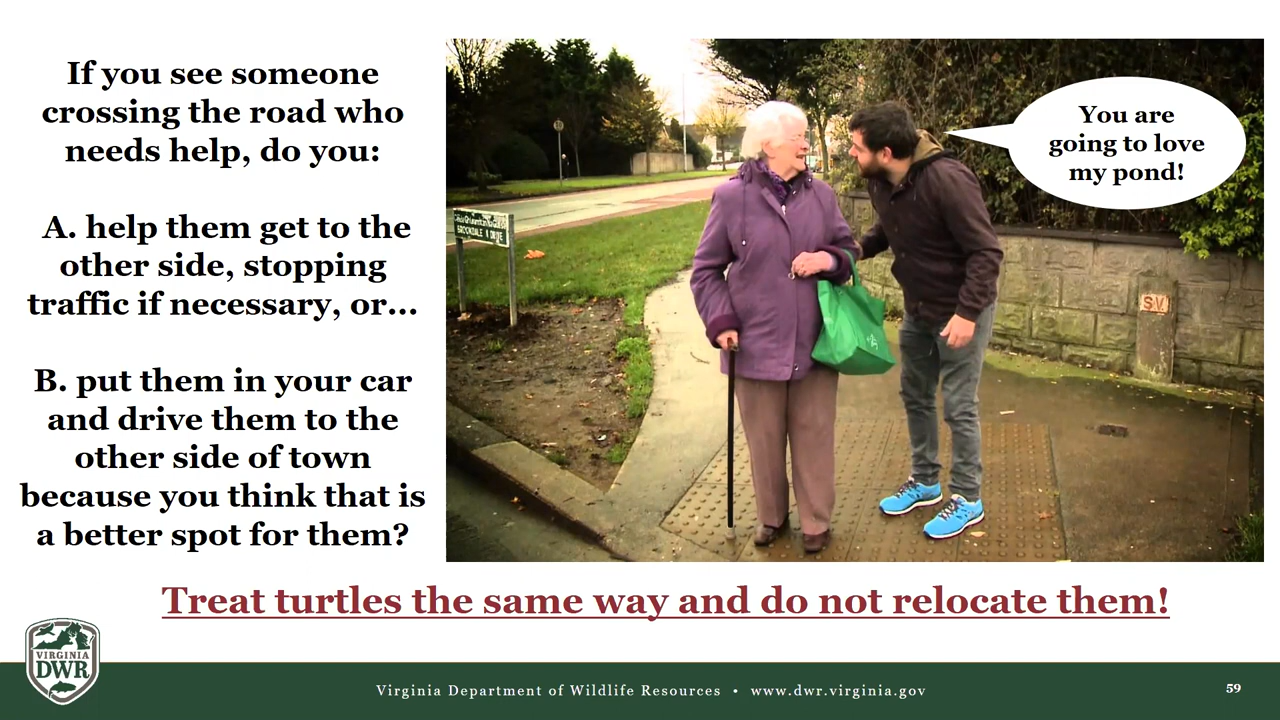 If you see someone
crossing the road who
needs help, do you:
A. help them get to the
other side, stopping
traffic if necessary, or...
B. put them in your car
and drive them to the
other side of town
because you think that is
a better spot for them?
You are
going to love
my pond!
BROOKDALE
DRIVE
SV
Treat turtles the same way and do not relocate them!
VIRGINIA
DWR
Virginia Department of Wildlife Resources • www.dwr.virginia.gov
59